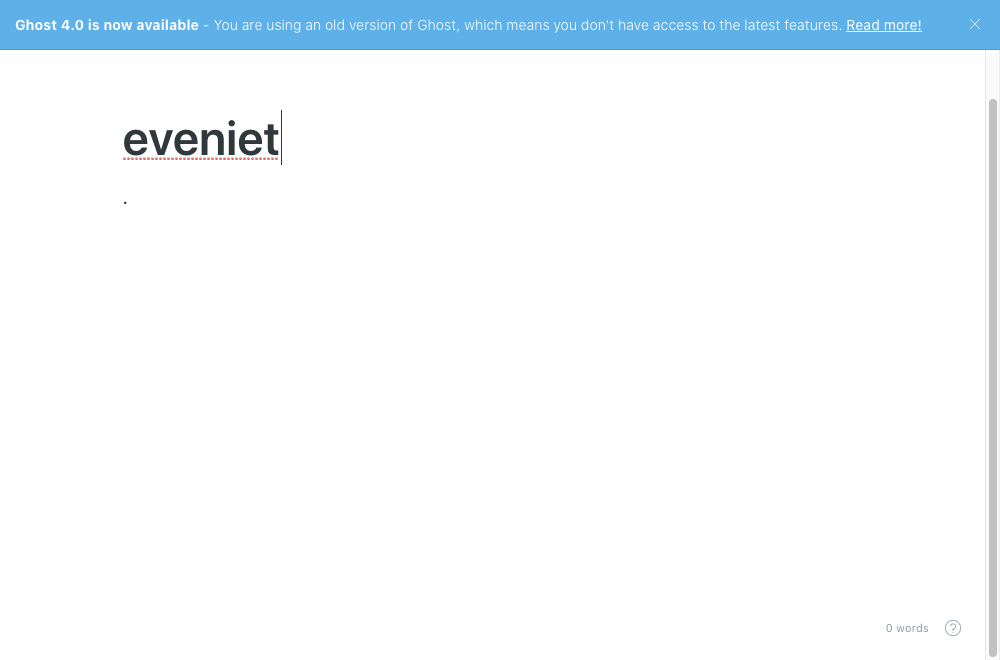 Ghost 4.0 is now available - You are using an old version of Ghost, which means you don't have access to the latest features. Read more!
eveniet
.
0 words
?